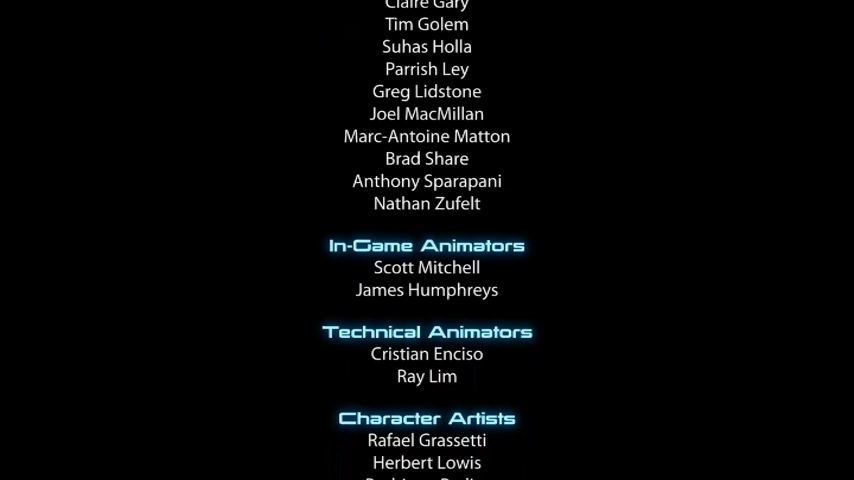 Claire Gary
Tim Golem
Suhas Holla
Parrish Ley
Greg Lidstone
Joel MacMillan
Marc-Antoine Matton
Brad Share
Anthony Sparapani
Nathan Zufelt
In-Game Animators
Scott Mitchell
James Humphreys
Technical Animators
Cristian Enciso
Ray Lim
Character Artists
Rafael Grassetti
Herbert Lowis